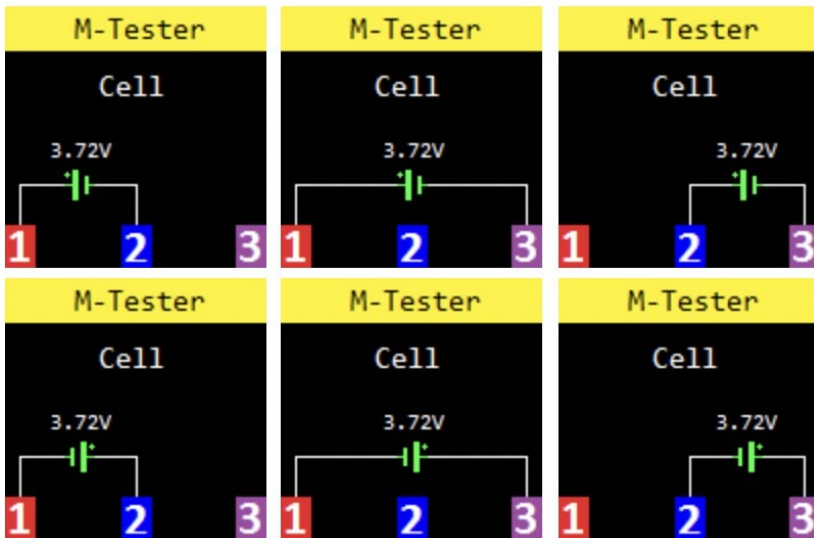 M-Tester M-Tester M-Tester
Cell Cell Cell
3.72V 3.72V 3.72V
+ + +
1 2 3 1 2 3 1 2 3
M-Tester M-Tester M-Tester
Cell Cell Cell
3.72V 3.72V 3.72V
+ + +
1 2 3 1 2 3 1 2 3